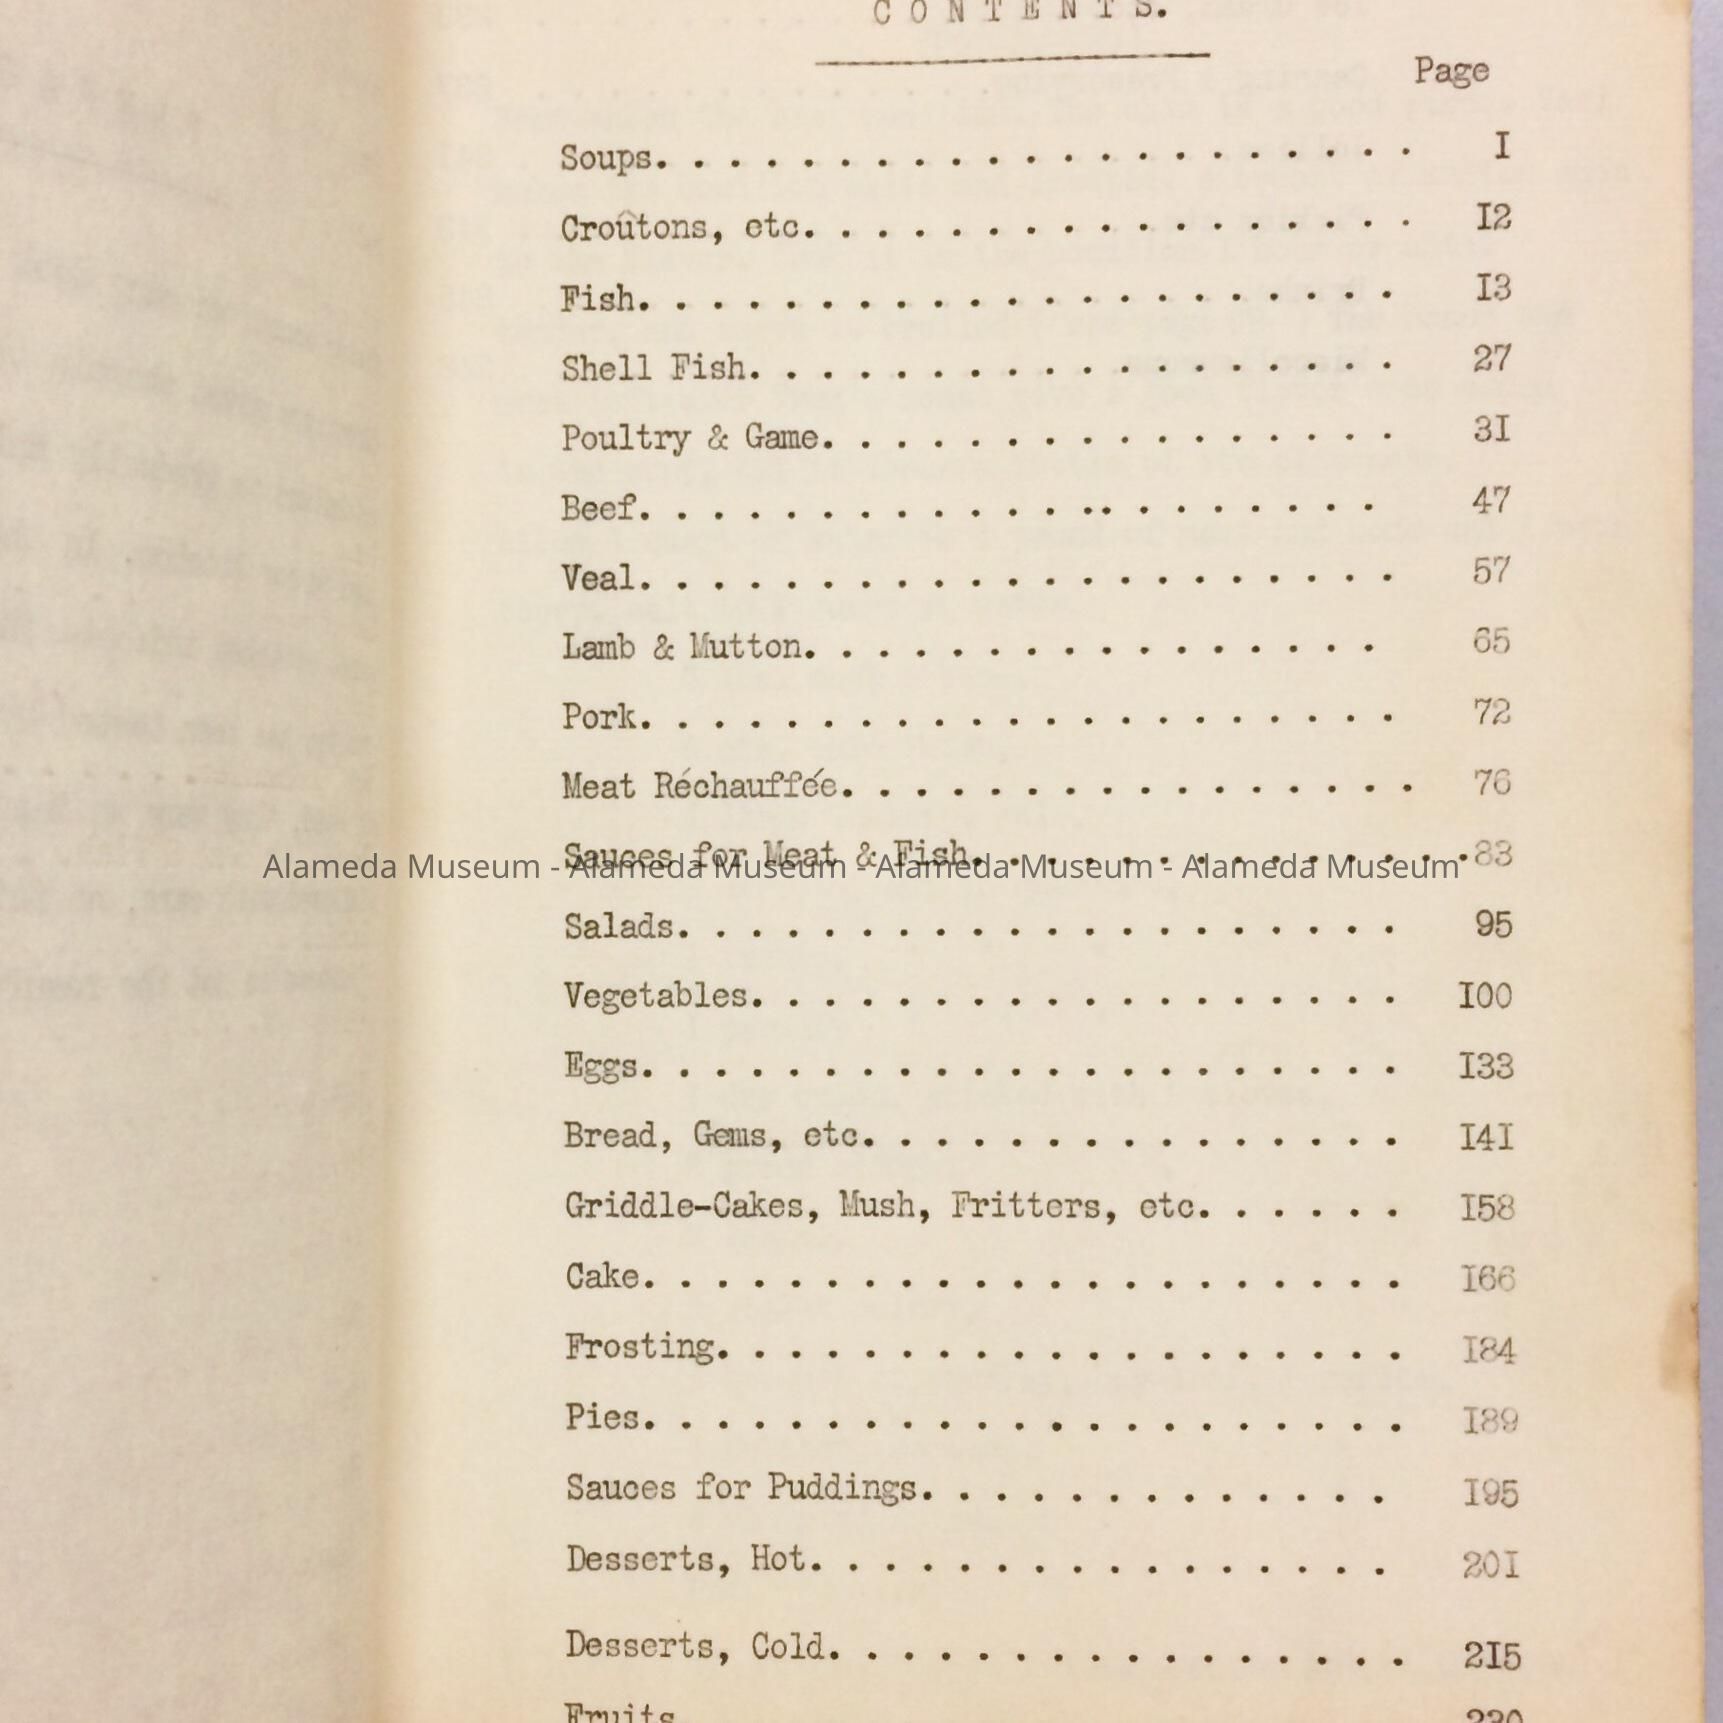 CONTENTS.
Page
Soups. . . . . . . . . . . . . . . . . . . . . I
Croûtons, etc. . . . . . . . . . . . . . . . . I2
Fish. . . . . . . . . . . . . . . . . . . . . I3
Shell Fish. . . . . . . . . . . . . . . . . . 27
Poultry & Game. . . . . . . . . . . . . . . . 3I
Beef. . . . . . . . . . . . .. . . . . . . . 47
Veal. . . . . . . . . . . . . . . . . . . . . 57
Lamb & Mutton. . . . . . . . . . . . . . . . 65
Pork. . . . . . . . . . . . . . . . . . . . . 72
Meat Réchauffée. . . . . . . . . . . . . . . . 76
Sauces for Meat & Fish. . . . . . . . . . . . . . 83
Alameda Museum - Alameda Museum - Alameda Museum - Alameda Museum
Salads. . . . . . . . . . . . . . . . . . . . 95
Vegetables. . . . . . . . . . . . . . . . . . I00
Eggs. . . . . . . . . . . . . . . . . . . . . I33
Bread, Gems, etc. . . . . . . . . . . . . . . I4I
Griddle-Cakes, Mush, Fritters, etc. . . . . . I58
Cake. . . . . . . . . . . . . . . . . . . . . I66
Frosting. . . . . . . . . . . . . . . . . . . I84
Pies. . . . . . . . . . . . . . . . . . . . . I89
Sauces for Puddings. . . . . . . . . . . . . I95
Desserts, Hot. . . . . . . . . . . . . . . . 20I
Desserts, Cold. . . . . . . . . . . . . . . . 2I5
Fruits